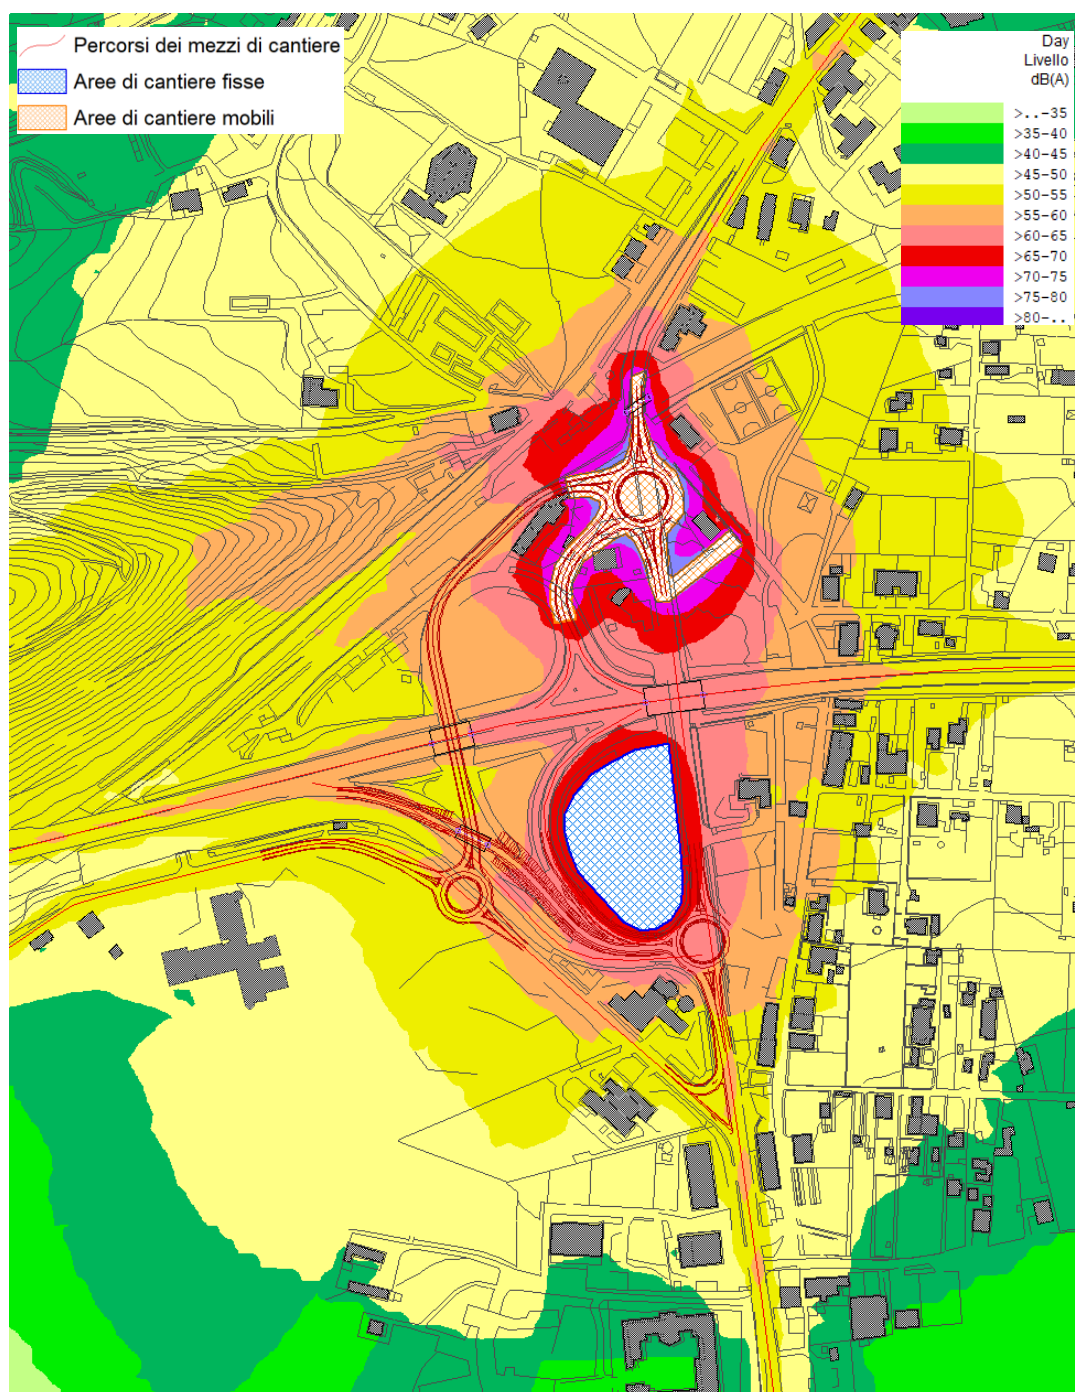 Percorsi dei mezzi di cantiere
Aree di cantiere fisse
Aree di cantiere mobili
Day
Livello
dB(A)
>..-35
>35-40
>40-45
>45-50
>50-55
>55-60
>60-65
>65-70
>70-75
>75-80
>80-..